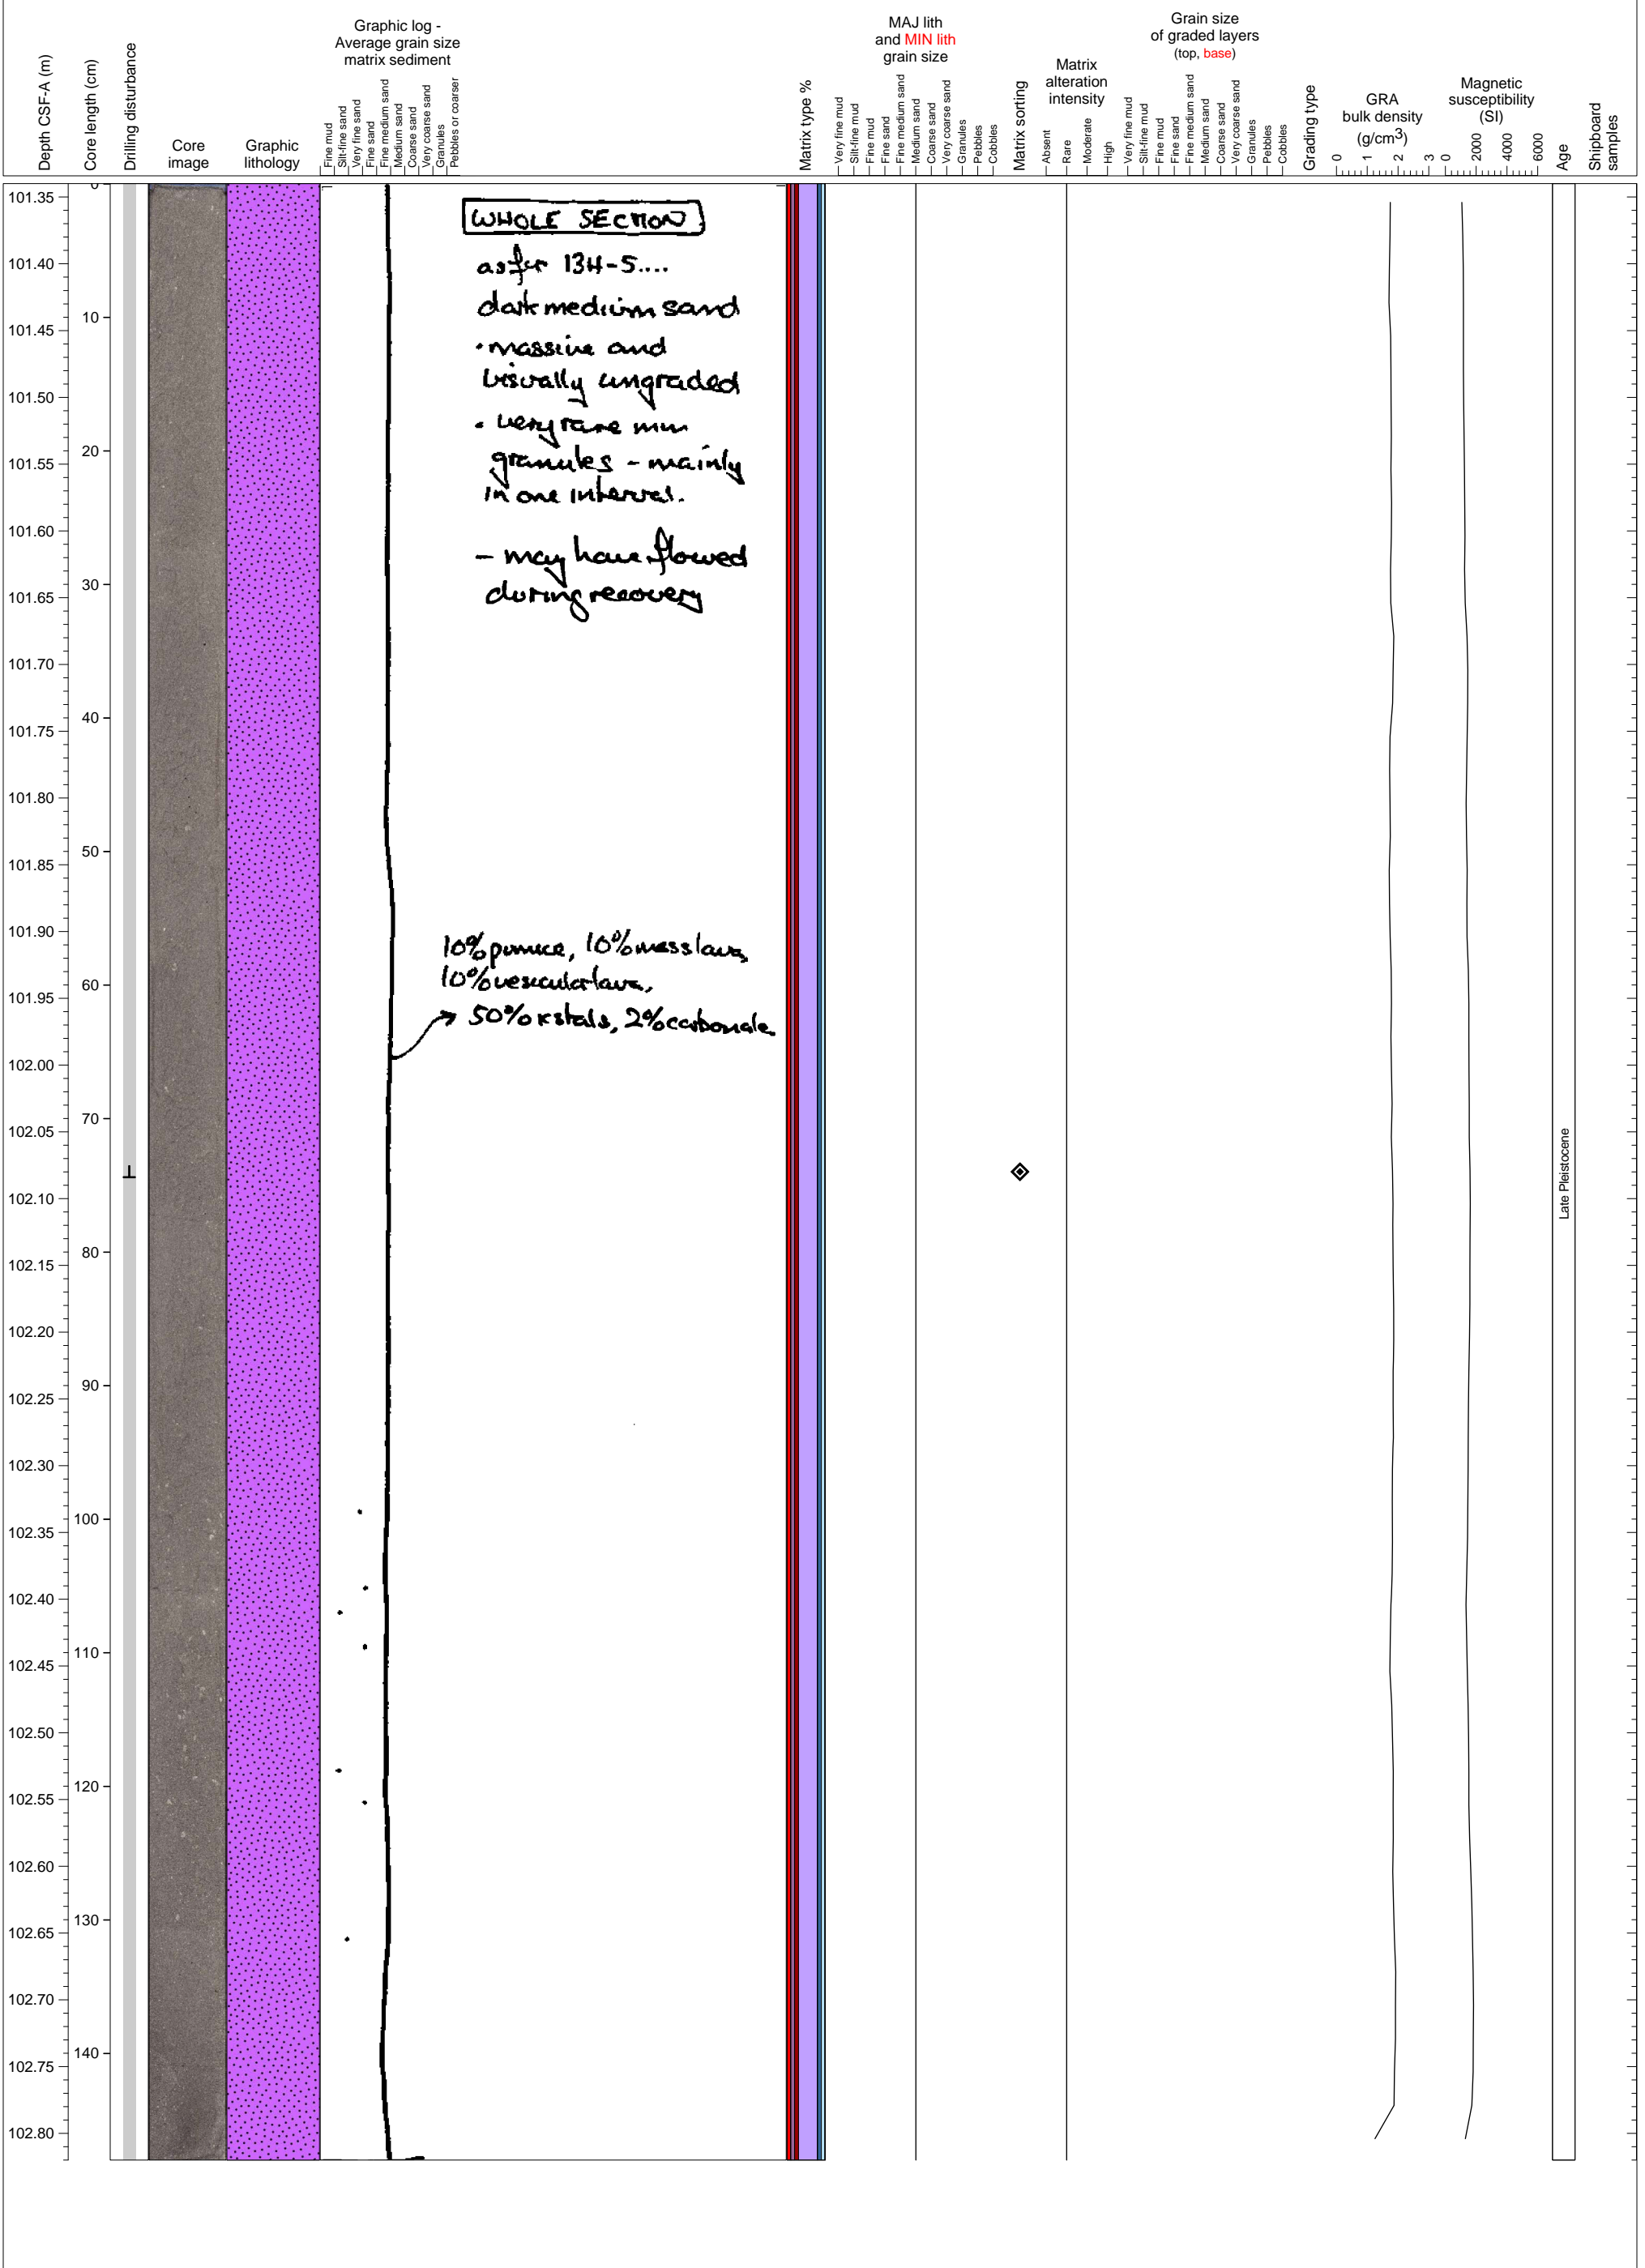 Depth CSF-A (m)
Core length (cm)
Drilling disturbance
Core
image
Graphic
lithology
Graphic log -
Average grain size
matrix sediment
Fine mud
Silt-fine sand
Very fine sand
Fine sand
Fine medium sand
Medium sand
Coarse sand
Very coarse sand
Granules
Pebbles or coarser
Matrix type %
MAJ lith
and MIN lith
grain size
Very fine mud
Silt-fine mud
Fine mud
Fine sand
Fine medium sand
Medium sand
Coarse sand
Very coarse sand
Granules
Pebbles
Cobbles
Matrix sorting
Matrix
alteration
intensity
Absent
Rare
Moderate
High
Grain size
of graded layers
(top, base)
Very fine mud
Silt-fine mud
Fine mud
Fine sand
Fine medium sand
Medium sand
Coarse sand
Very coarse sand
Granules
Pebbles
Cobbles
Grading type
GRA
bulk density
(g/cm3)
0 1 2 3
Magnetic
susceptibility
(SI)
0 2000 4000 6000
Age
Shipboard
samples
101.35
101.40
101.45
101.50
101.55
101.60
101.65
101.70
101.75
101.80
101.85
101.90
101.95
102.00
102.05
102.10
102.15
102.20
102.25
102.30
102.35
102.40
102.45
102.50
102.55
102.60
102.65
102.70
102.75
102.80
0
10
20
30
40
50
60
70
80
90
100
110
120
130
140
WHOLE SECTION
as per 13H-5....
dark medium sand
• massive and
visually ungraded
• very rare mm
granules - mainly
in one interval.
- may have flowed
during recovery
10% pumice, 10% mass lava,
10% vesicular lava,
50% xstals, 2% carbonate
Late Pleistocene